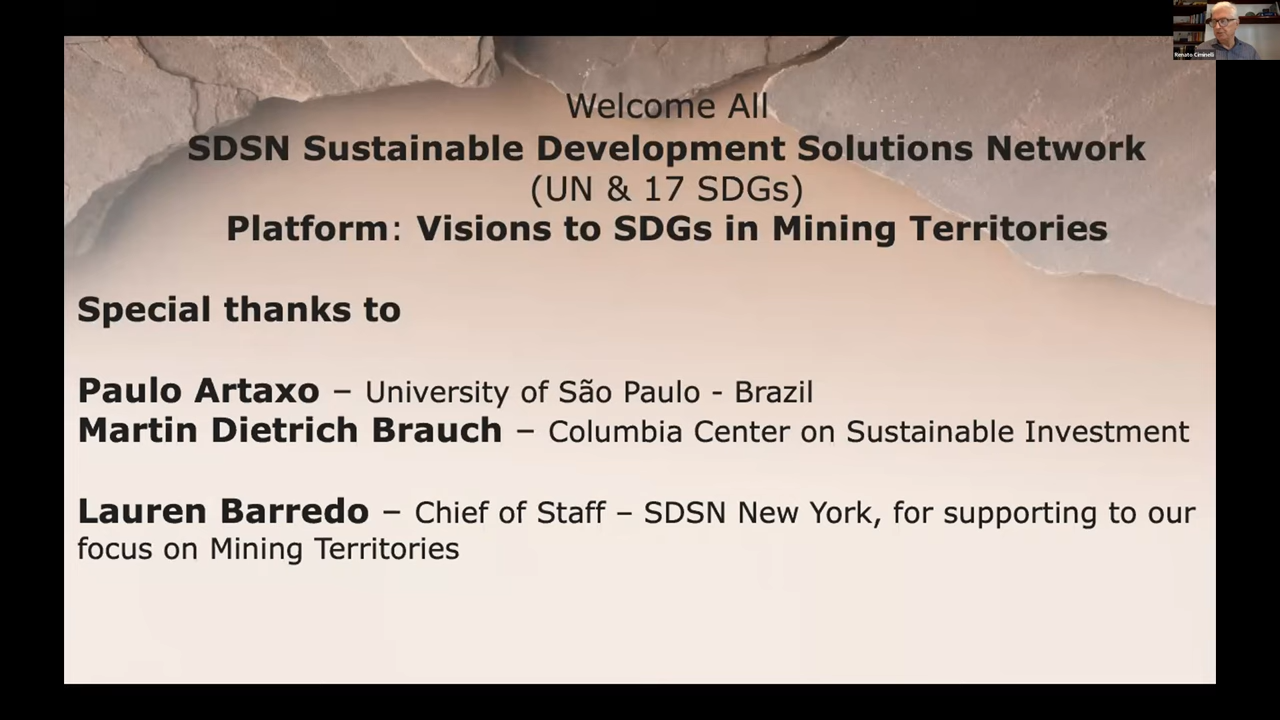 Renato Ciminelli
Welcome All
SDSN Sustainable Development Solutions Network
(UN & 17 SDGs)
Platform: Visions to SDGs in Mining Territories
Special thanks to
Paulo Artaxo – University of São Paulo - Brazil
Martin Dietrich Brauch – Columbia Center on Sustainable Investment
Lauren Barredo – Chief of Staff – SDSN New York, for supporting to our
focus on Mining Territories